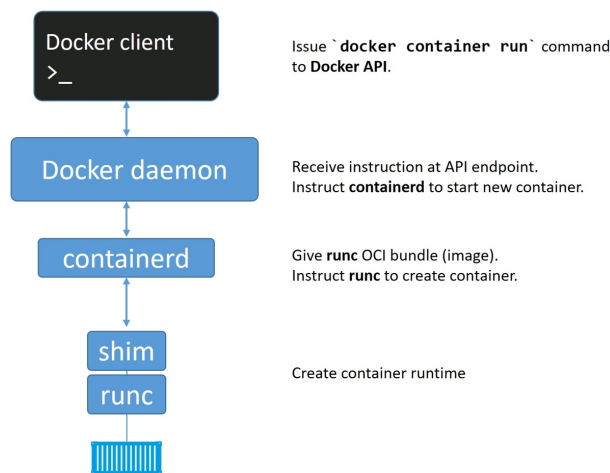 Docker client
>_
Issue `docker container run` command
to Docker API.
Docker daemon
Receive instruction at API endpoint.
Instruct containerd to start new container.
containerd
Give runc OCI bundle (image).
Instruct runc to create container.
shim
runc
Create container runtime